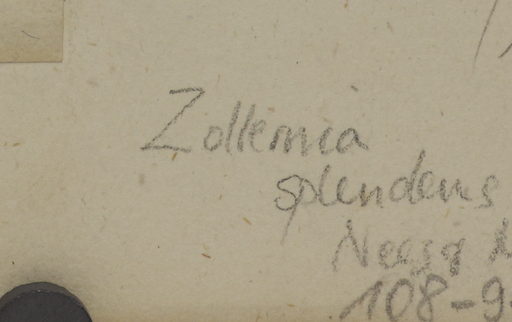 Zollernia
splendens
Nees &
108-9